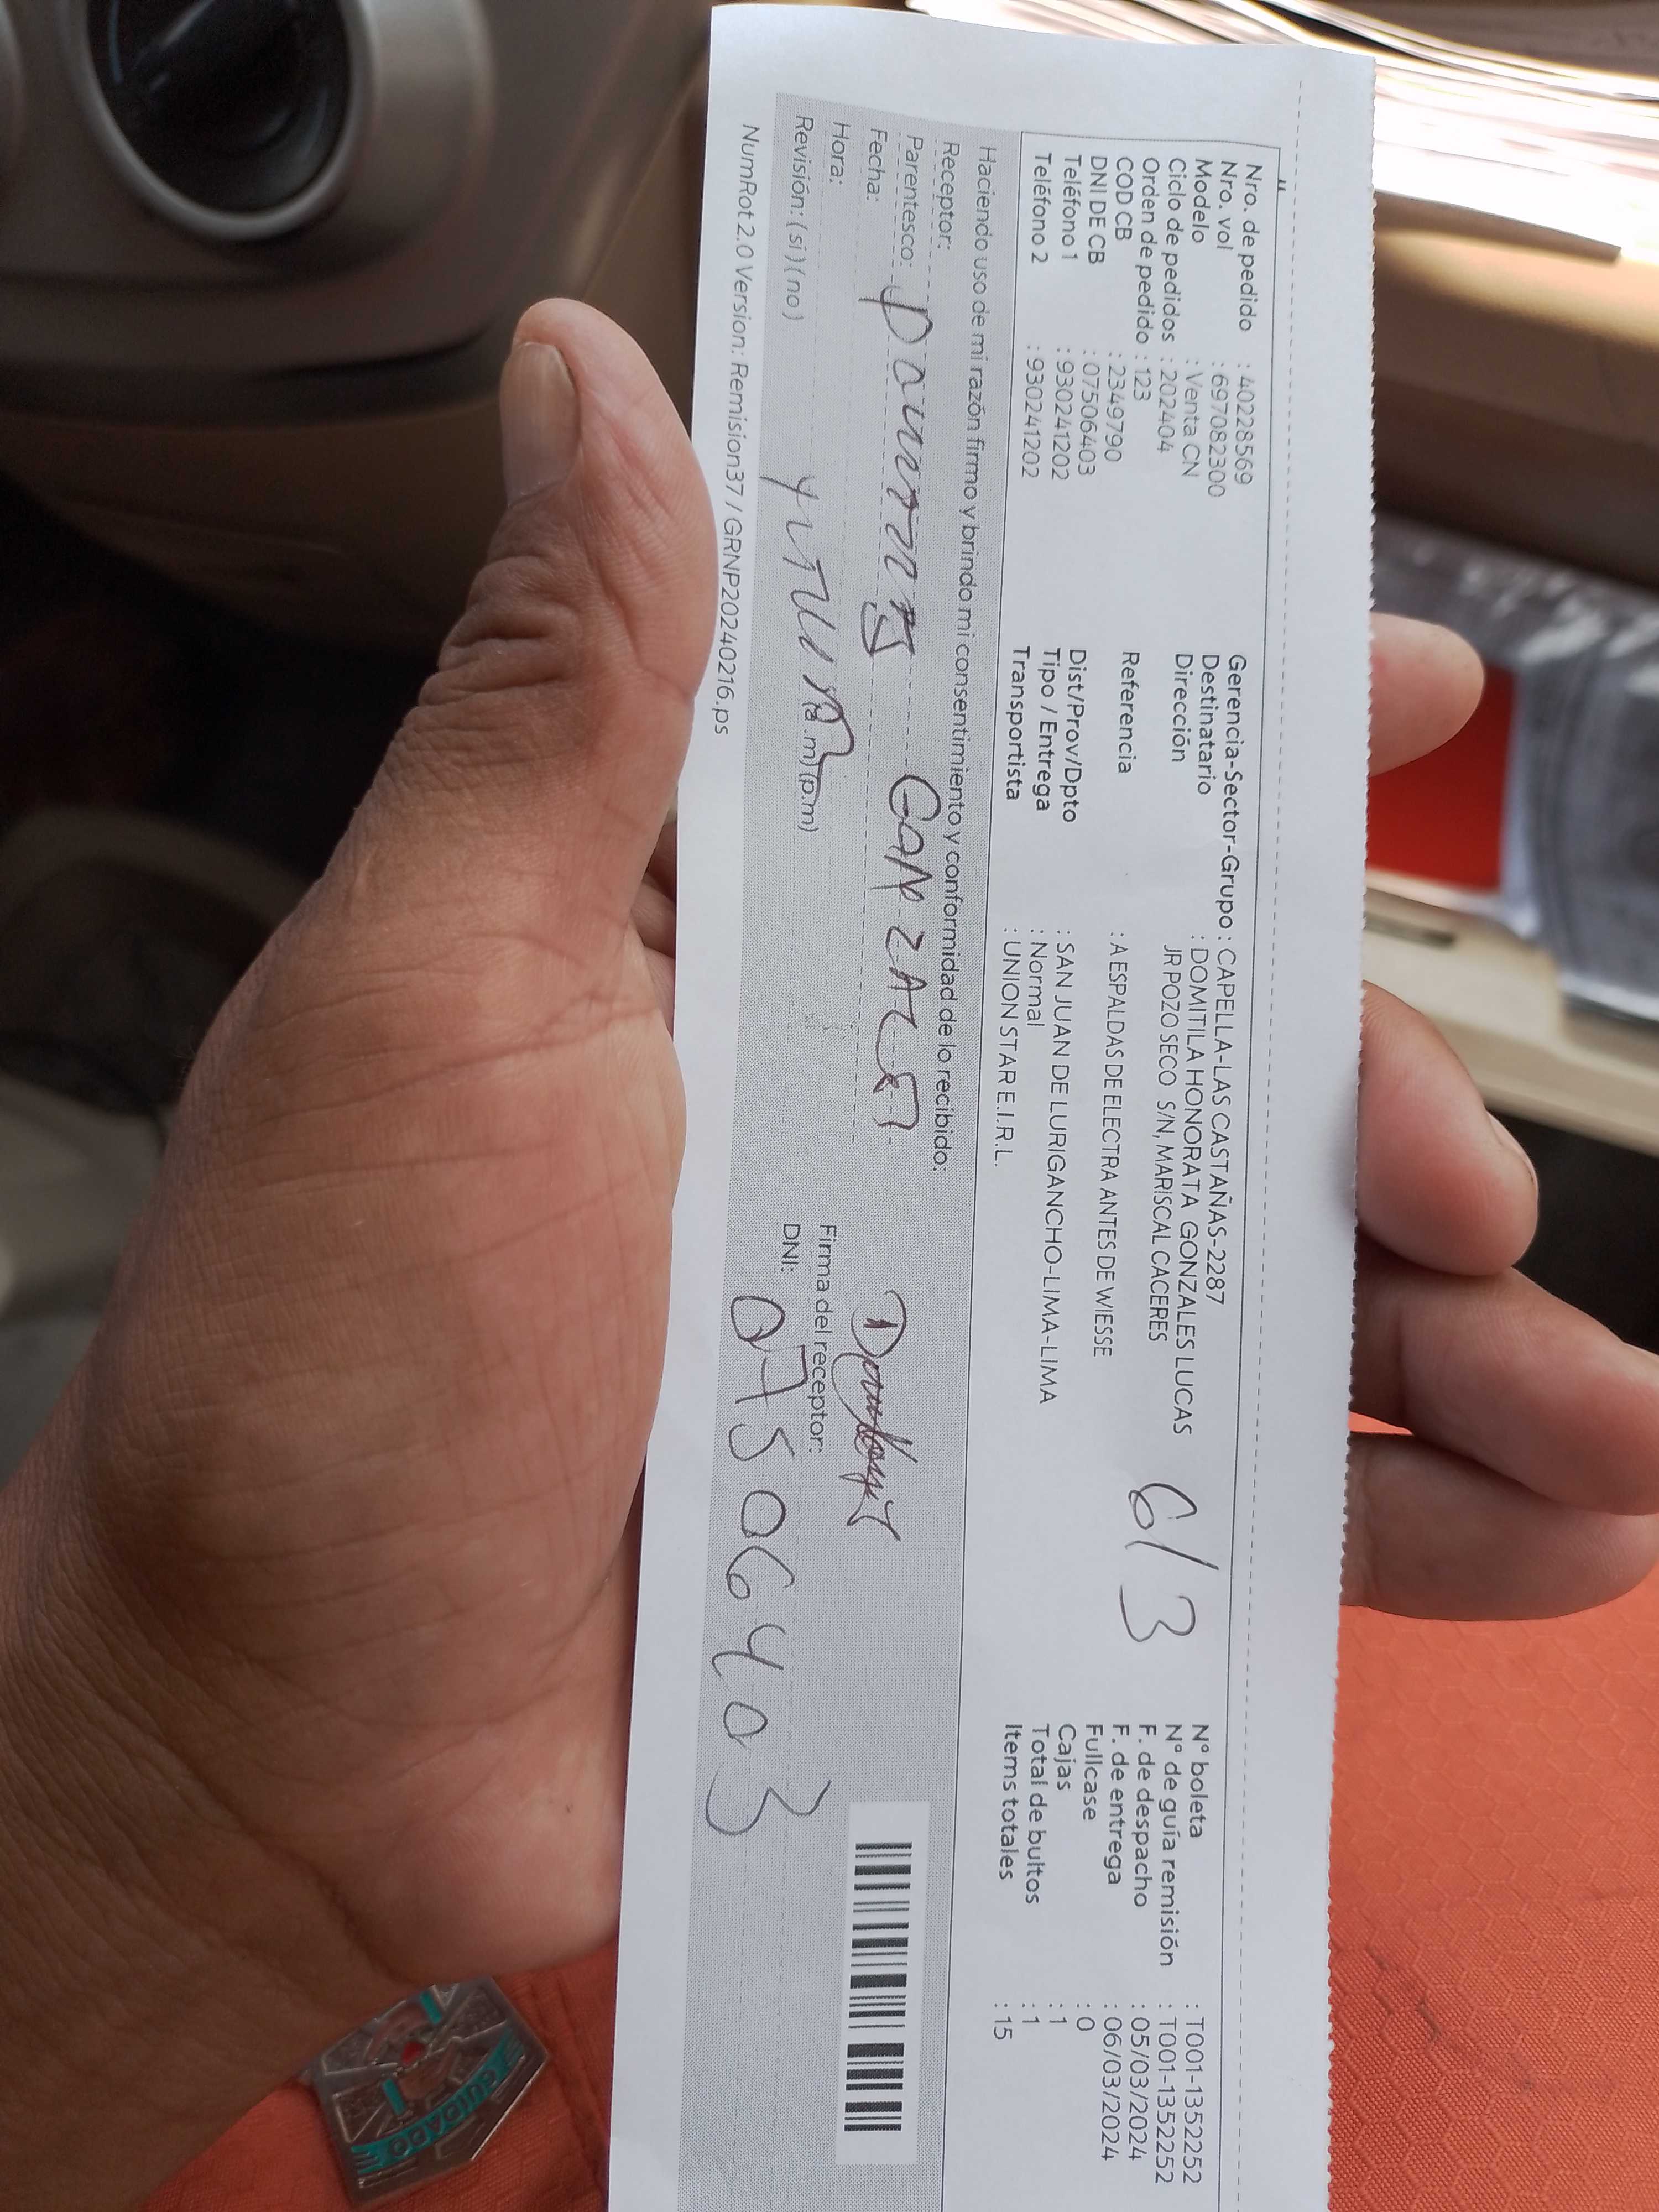 Nro. de pedido : 40228569
Nro. vol : 697082300
Modelo : Venta CN
Ciclo de pedidos : 202404
Orden de pedido : 123
COD CB : 2349790
DNI DE CB : 07506403
Teléfono 1 : 930241202
Teléfono 2 : 930241202
Gerencia-Sector-Grupo : CAPELLA-LAS CASTAÑAS-2287
Destinatario : DOMITILA HONORATA GONZALES LUCAS
Dirección JR POZO SECO S/N, MARISCAL CACERES
Referencia : A ESPALDAS DE ELECTRA ANTES DE WIESSE
Dist/Prov/Dpto : SAN JUAN DE LURIGANCHO-LIMA-LIMA
Tipo / Entrega : Normal
Transportista : UNION STAR E.I.R.L.
6/3
N° boleta : T001-1352252
N° de guía remisión : T001-1352252
F. de despacho : 05/03/2024
F. de entrega : 06/03/2024
Fullcase : 0
Cajas : 1
Total de bultos : 1
Items totales : 15
Haciendo uso de mi razón firmo y brindo mi consentimiento y conformidad de lo recibido:
Receptor:
Parentesco:
Fecha:
Hora: .m) (p.m)
Revisión: (si) (no)
Firma del receptor:
DNI: 07506403
NumRot 2.0 Version: Remision37 / GRNP20240216.ps
CUIDADO